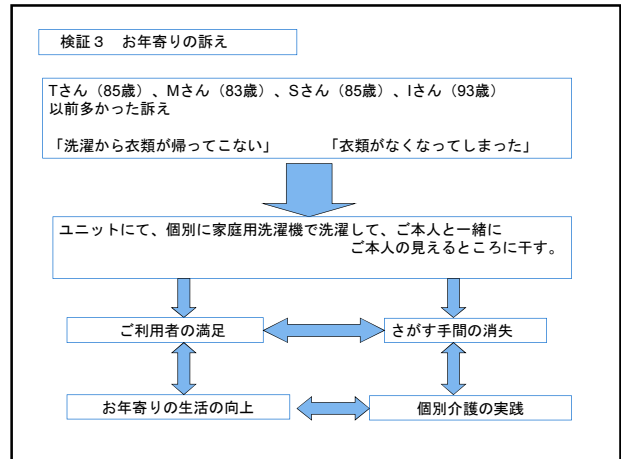 検証３　お年寄りの訴え
Tさん（85歳）、Mさん（83歳）、Sさん（85歳）、Iさん（93歳）
以前多かった訴え
「洗濯から衣類が帰ってこない」　　　「衣類がなくなってしまった」
ユニットにて、個別に家庭用洗濯機で洗濯して、ご本人と一緒に
ご本人の見えるところに干す。
ご利用者の満足　　　さがす手間の消失
お年寄りの生活の向上　　　個別介護の実践